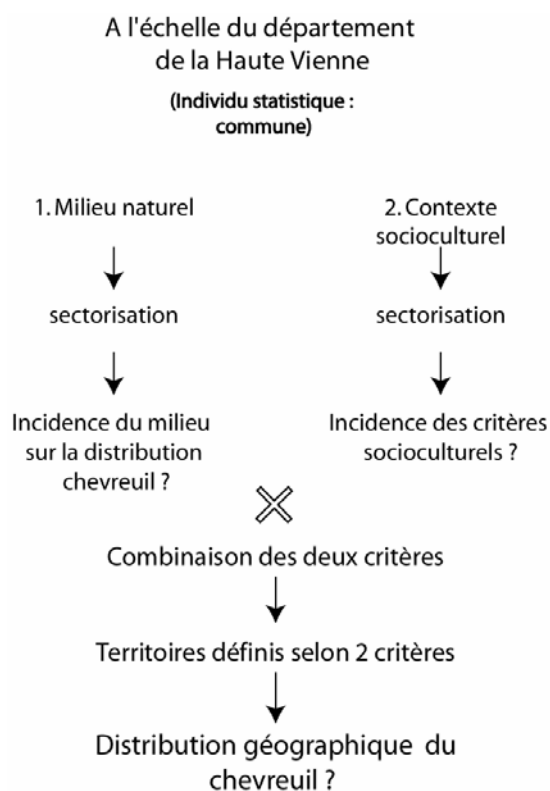 A l'échelle du département
de la Haute Vienne
(Individu statistique :
commune)
1. Milieu naturel
2. Contexte
socioculturel
sectorisation
sectorisation
Incidence du milieu
sur la distribution
chevreuil ?
Incidence des critères
socioculturels ?
Combinaison des deux critères
Territoires définis selon 2 critères
Distribution géographique du
chevreuil ?